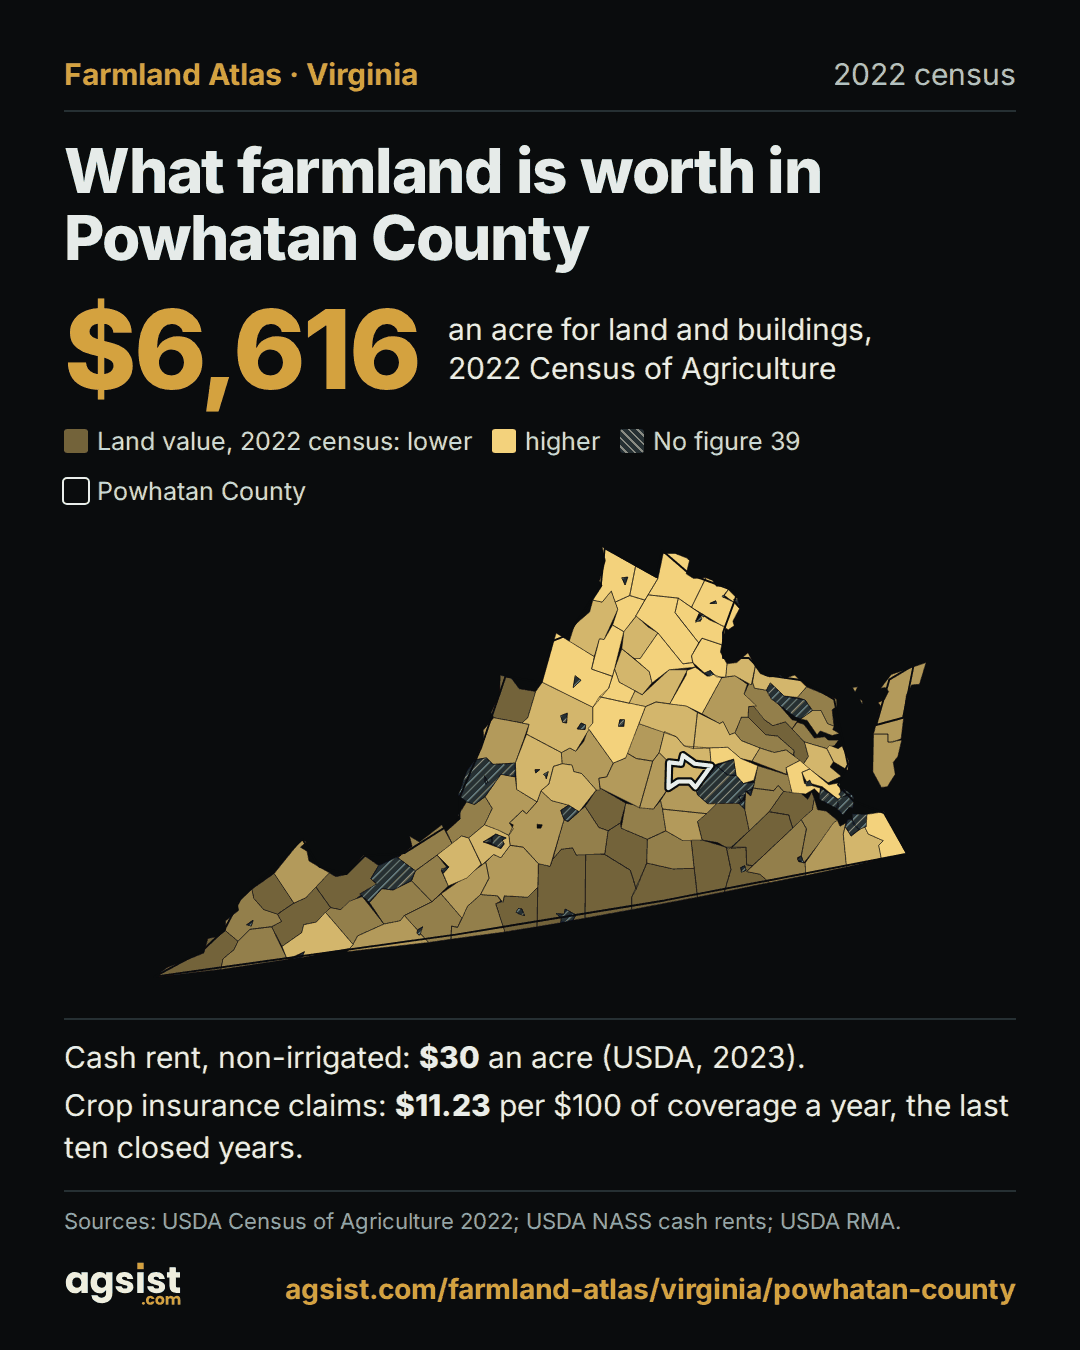 Farmland Atlas · Virginia
2022 census
What farmland is worth in
Powhatan County
$6,616
an acre for land and buildings,
2022 Census of Agriculture
Land value, 2022 census: lower
higher
No figure 39
Powhatan County
Cash rent, non-irrigated: $30 an acre (USDA, 2023).
Crop insurance claims: $11.23 per $100 of coverage a year, the last
ten closed years.
Sources: USDA Census of Agriculture 2022; USDA NASS cash rents; USDA RMA.
agsist
.com
agsist.com/farmland-atlas/virginia/powhatan-county